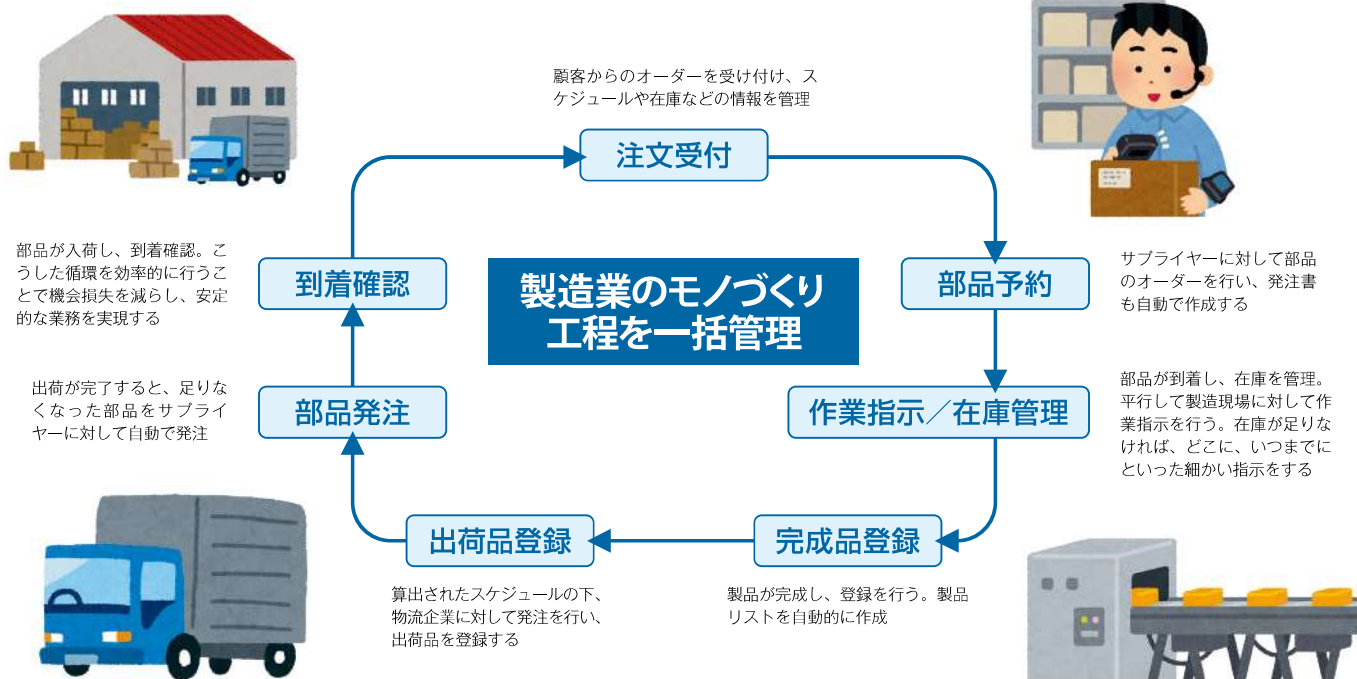 顧客からのオーダーを受け付け、ス
ケジュールや在庫などの情報を管理
注文受付
部品が入荷し、到着確認。こ
うした循環を効率的に行うこ
とで機会損失を減らし、安定
的な業務を実現する
到着確認
製造業のモノづくり
工程を一括管理
部品予約
サプライヤーに対して部品
のオーダーを行い、発注書
も自動で作成する
出荷が完了すると、足りな
くなった部品をサプライ
ヤーに対して自動で発注
部品発注
作業指示／在庫管理
部品が到着し、在庫を管理。
平行して製造現場に対して作
業指示を行う。在庫が足りな
ければ、どこに、いつまでに
といった細かい指示をする
出荷品登録
完成品登録
算出されたスケジュールの下、
物流企業に対して発注を行い、
出荷品を登録する
製品が完成し、登録を行う。製品
リストを自動的に作成